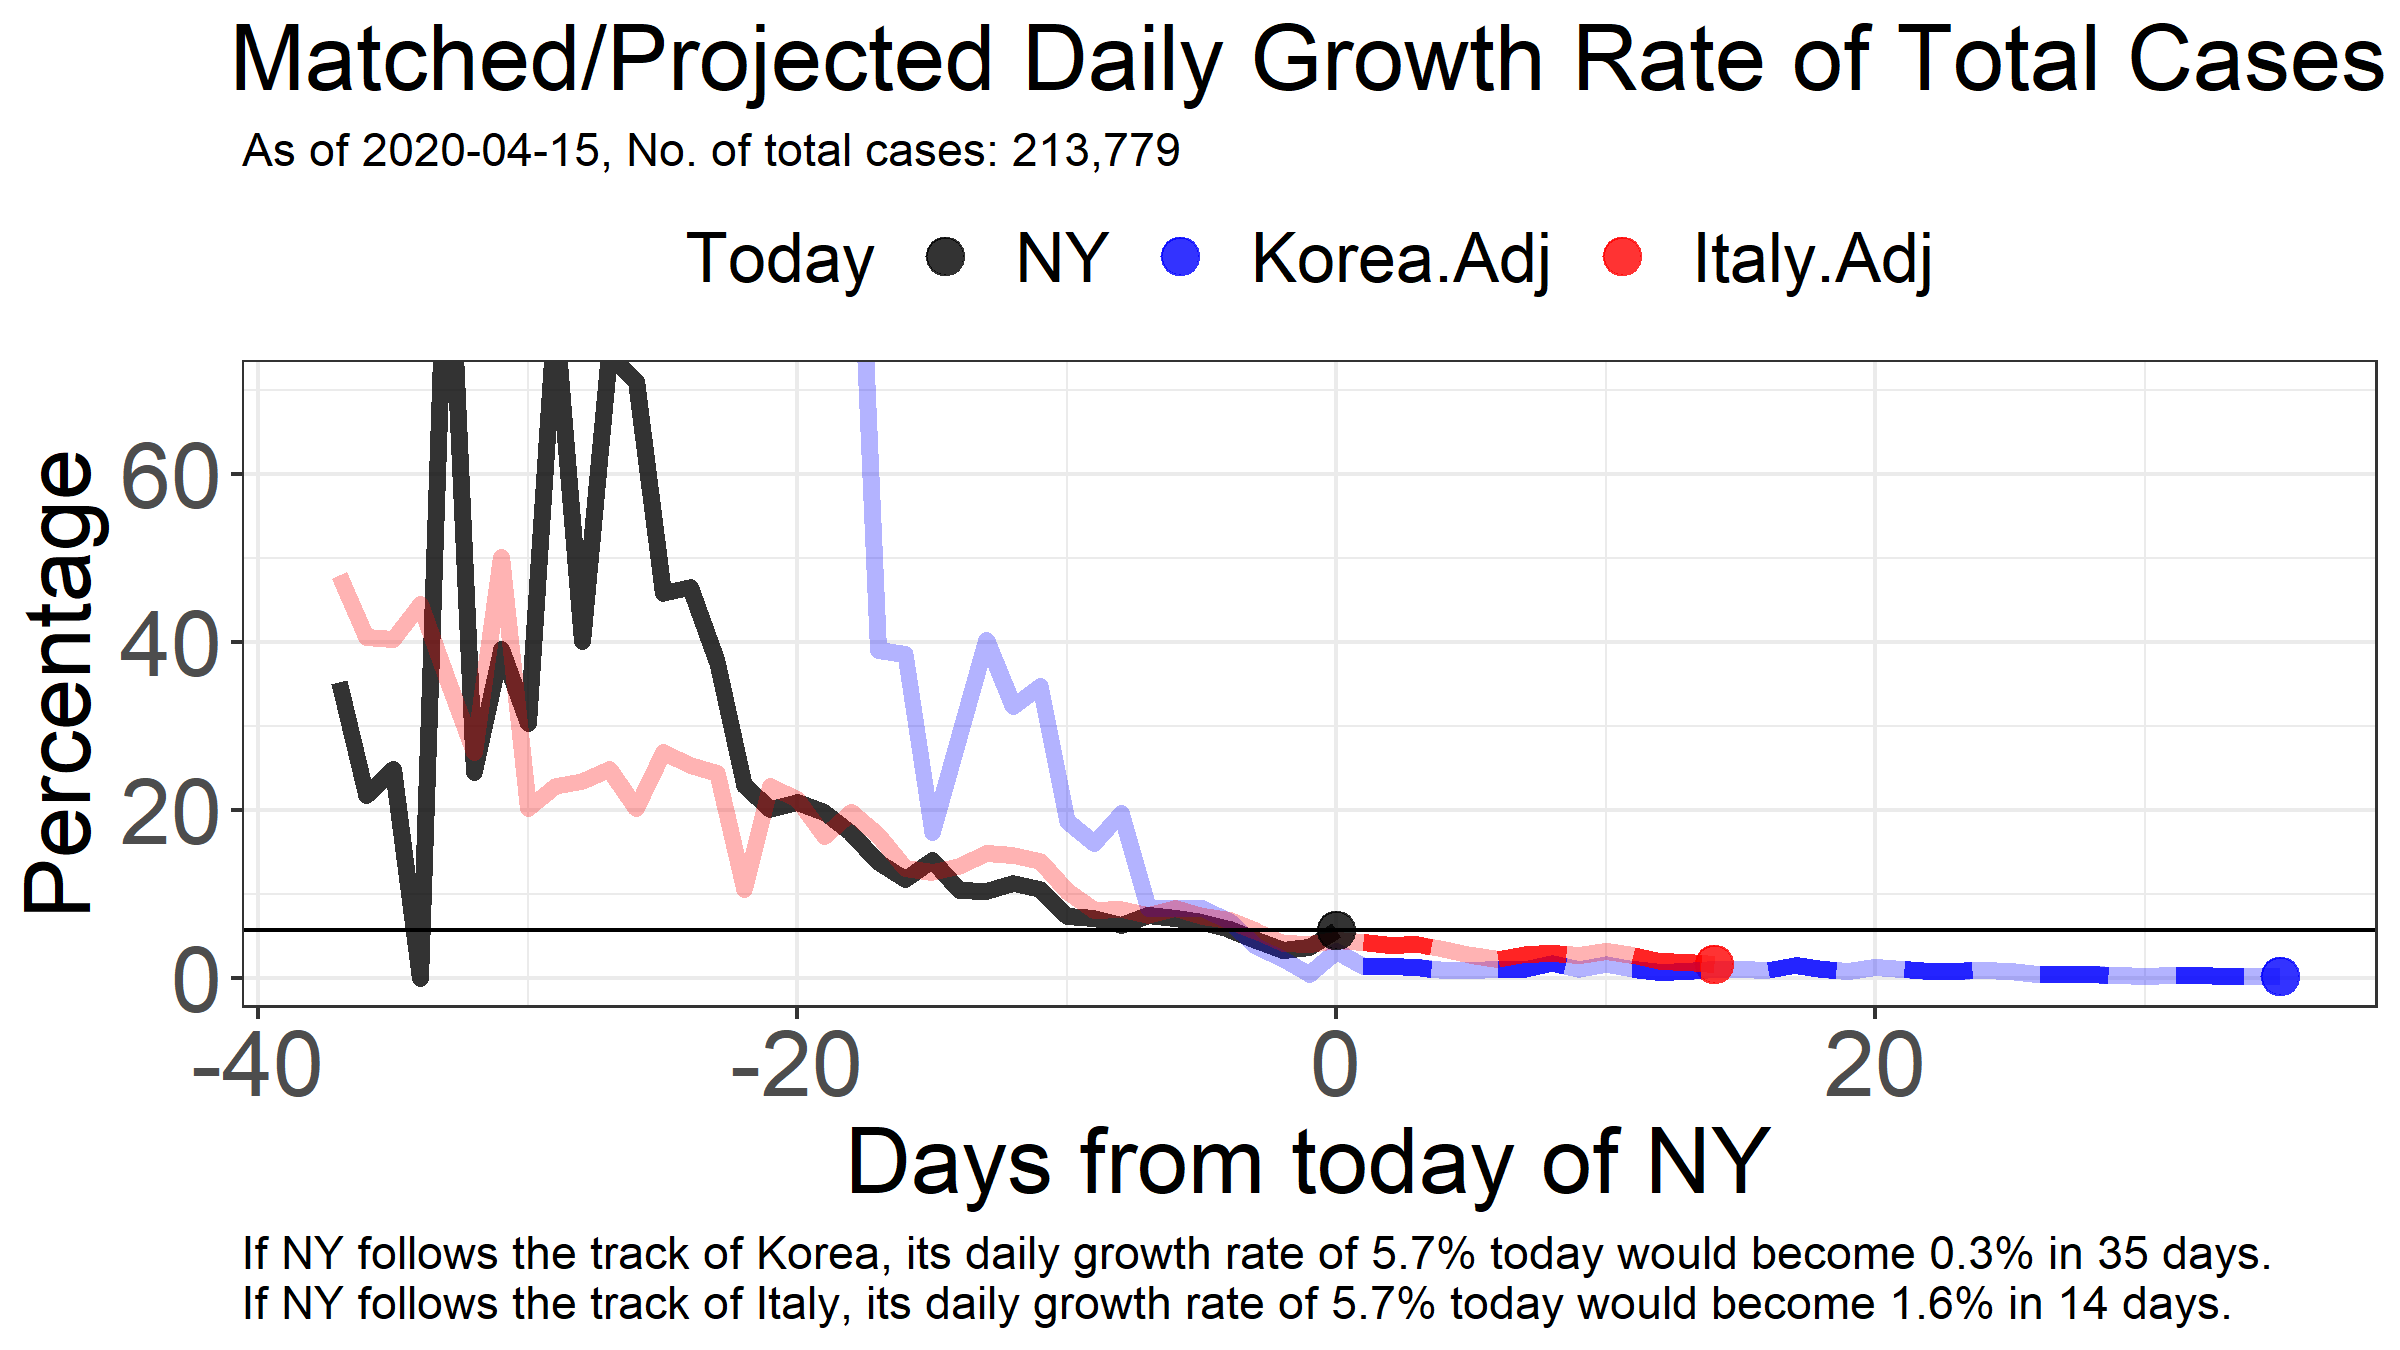 Matched/Projected Daily Growth Rate of Total Cases
As of 2020-04-15, No. of total cases: 213,779
Today NY Korea.Adj Italy.Adj
Percentage
60
40
20
0
-40 -20 0 20
Days from today of NY
If NY follows the track of Korea, its daily growth rate of 5.7% today would become 0.3% in 35 days.
If NY follows the track of Italy, its daily growth rate of 5.7% today would become 1.6% in 14 days.